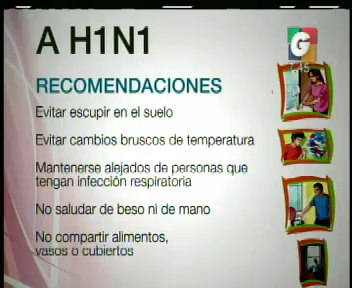 A H1N1
G
RECOMENDACIONES
Evitar escupir en el suelo
Evitar cambios bruscos de temperatura
Mantenerse alejados de personas que
tengan infección respiratoria
No saludar de beso ni de mano
No compartir alimentos,
vasos o cubiertos